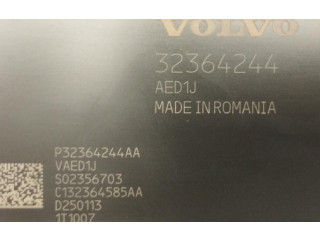 VOLVO
32364244
AED1J
MADE IN ROMANIA
P32364244AA
VAED1J
S02356703
C132364585AA
D250113
1T1007